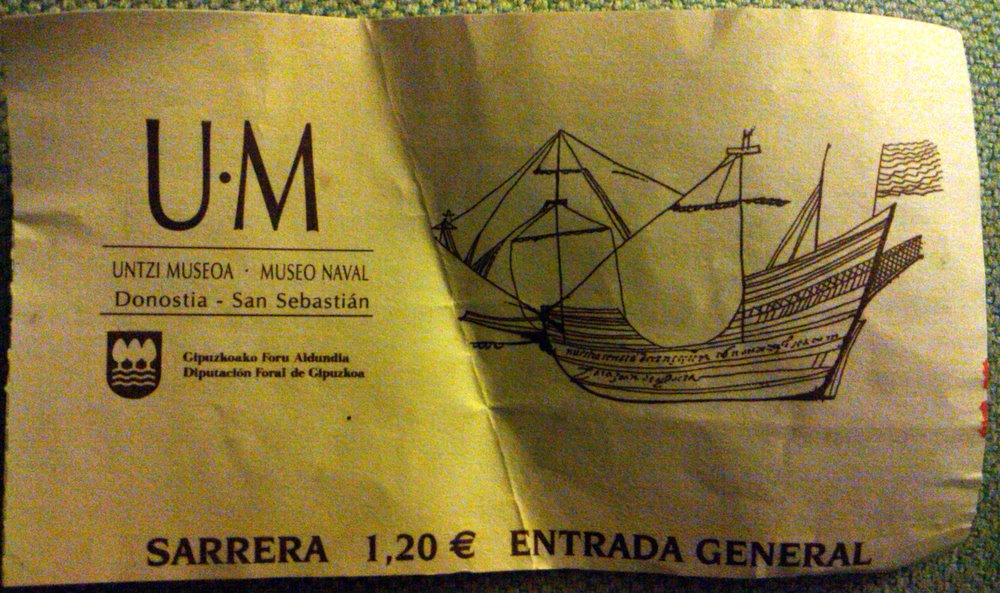 U·M
UNTZI MUSEOA · MUSEO NAVAL
Donostia - San Sebastián
Gipuzkoako Foru Aldundia
Diputación Foral de Gipuzkoa
SARRERA 1,20 € ENTRADA GENERAL